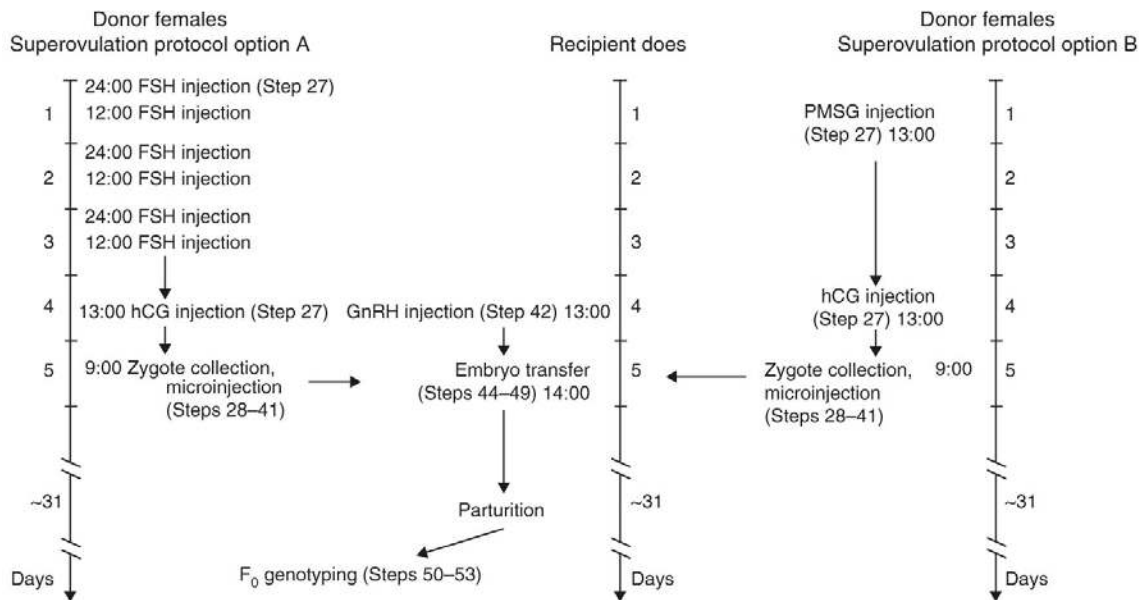 Donor females
Superovulation protocol option A
Recipient does
Donor females
Superovulation protocol option B
24:00 FSH injection (Step 27)
1
12:00 FSH injection
24:00 FSH injection
2
12:00 FSH injection
24:00 FSH injection
3
12:00 FSH injection
4
13:00 hCG injection (Step 27)
5
9:00 Zygote collection,
microinjection
(Steps 28–41)
~31
Days
GnRH injection (Step 42) 13:00
Embryo transfer
(Steps 44–49) 14:00
Parturition
F0 genotyping (Steps 50–53)
1
2
3
4
5
~31
Days
PMSG injection
(Step 27) 13:00
hCG injection
(Step 27) 13:00
Zygote collection, 9:00
microinjection
(Steps 28–41)
1
2
3
4
5
~31
Days